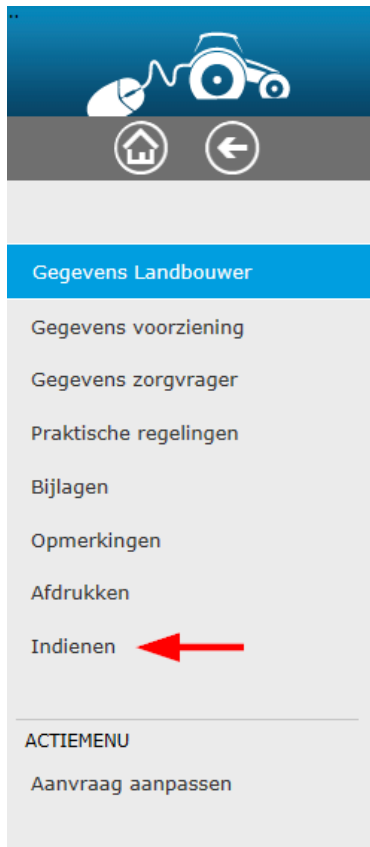 Gegevens Landbouwer
Gegevens voorziening
Gegevens zorgvrager
Praktische regelingen
Bijlagen
Opmerkingen
Afdrukken
Indienen
ACTIEMENU
Aanvraag aanpassen